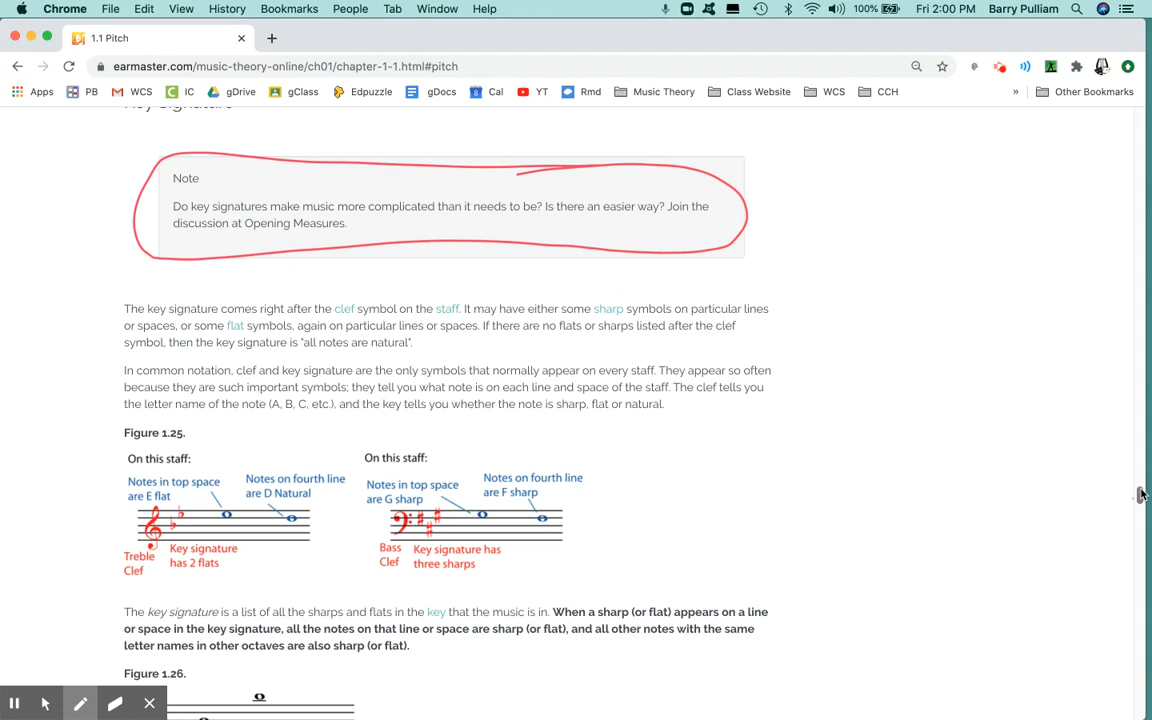 Chrome File Edit View History Bookmarks People Tab Window Help 100% Fri 2:00 PM Barry Pulliam
1.1 Pitch
earmaster.com/music-theory-online/ch01/chapter-1-1.html#pitch
Apps PB WCS IC gDrive gClass Edpuzzle gDocs Cal YT Rmd Music Theory Class Website WCS CCH » Other Bookmarks
Key Signature
Note
Do key signatures make music more complicated than it needs to be? Is there an easier way? Join the
discussion at Opening Measures.
The key signature comes right after the clef symbol on the staff. It may have either some sharp symbols on particular lines
or spaces, or some flat symbols, again on particular lines or spaces. If there are no flats or sharps listed after the clef
symbol, then the key signature is "all notes are natural".
In common notation, clef and key signature are the only symbols that normally appear on every staff. They appear so often
because they are such important symbols; they tell you what note is on each line and space of the staff. The clef tells you
the letter name of the note (A, B, C, etc.), and the key tells you whether the note is sharp, flat or natural.
Figure 1.25.
On this staff:
Notes in top space
are E flat
Notes on fourth line
are D Natural
Treble
Clef
Key signature
has 2 flats
On this staff:
Notes in top space
are G sharp
Notes on fourth line
are F sharp
Bass
Clef
Key signature has
three sharps
The key signature is a list of all the sharps and flats in the key that the music is in. When a sharp (or flat) appears on a line
or space in the key signature, all the notes on that line or space are sharp (or flat), and all other notes with the same
letter names in other octaves are also sharp (or flat).
Figure 1.26.